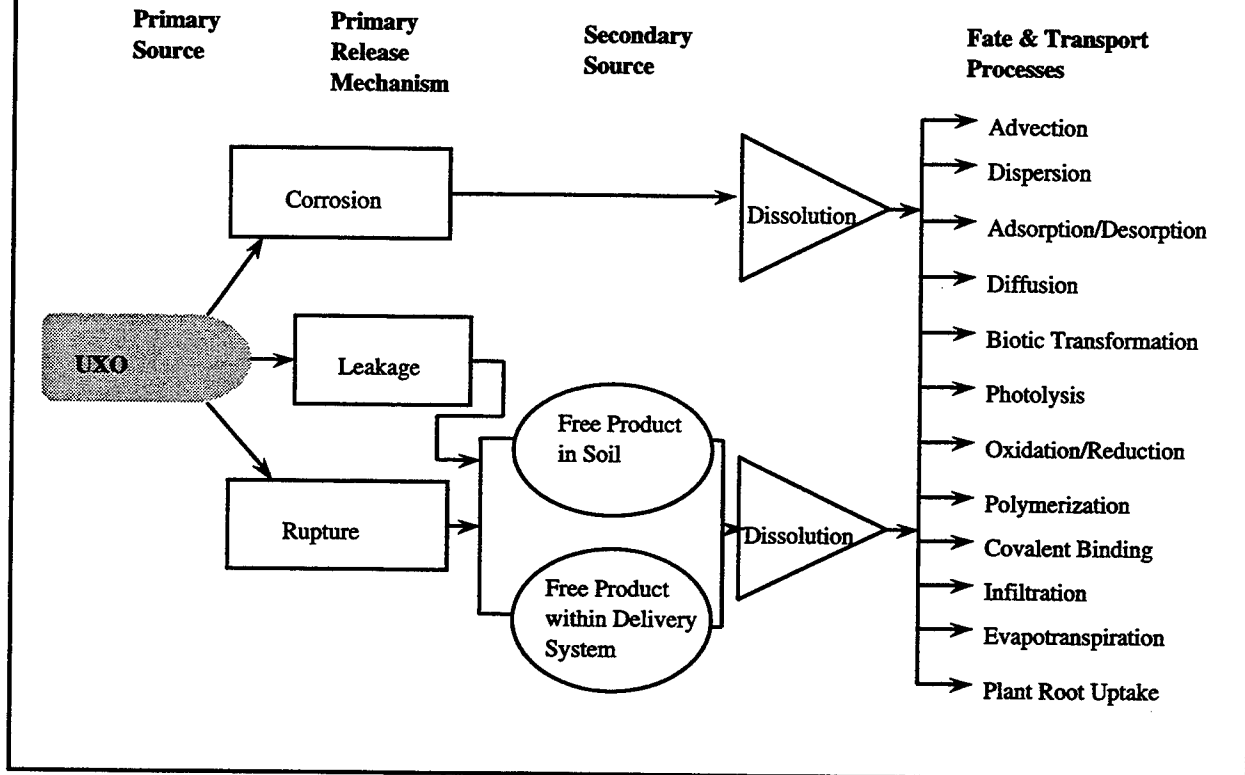 Primary
Source
Primary
Release
Mechanism
Secondary
Source
Fate & Transport
Processes
Corrosion
UXO
Leakage
Rupture
Free Product
in Soil
Free Product
within Delivery
System
Dissolution
Dissolution
Advection
Dispersion
Adsorption/Desorption
Diffusion
Biotic Transformation
Photolysis
Oxidation/Reduction
Polymerization
Covalent Binding
Infiltration
Evapotranspiration
Plant Root Uptake